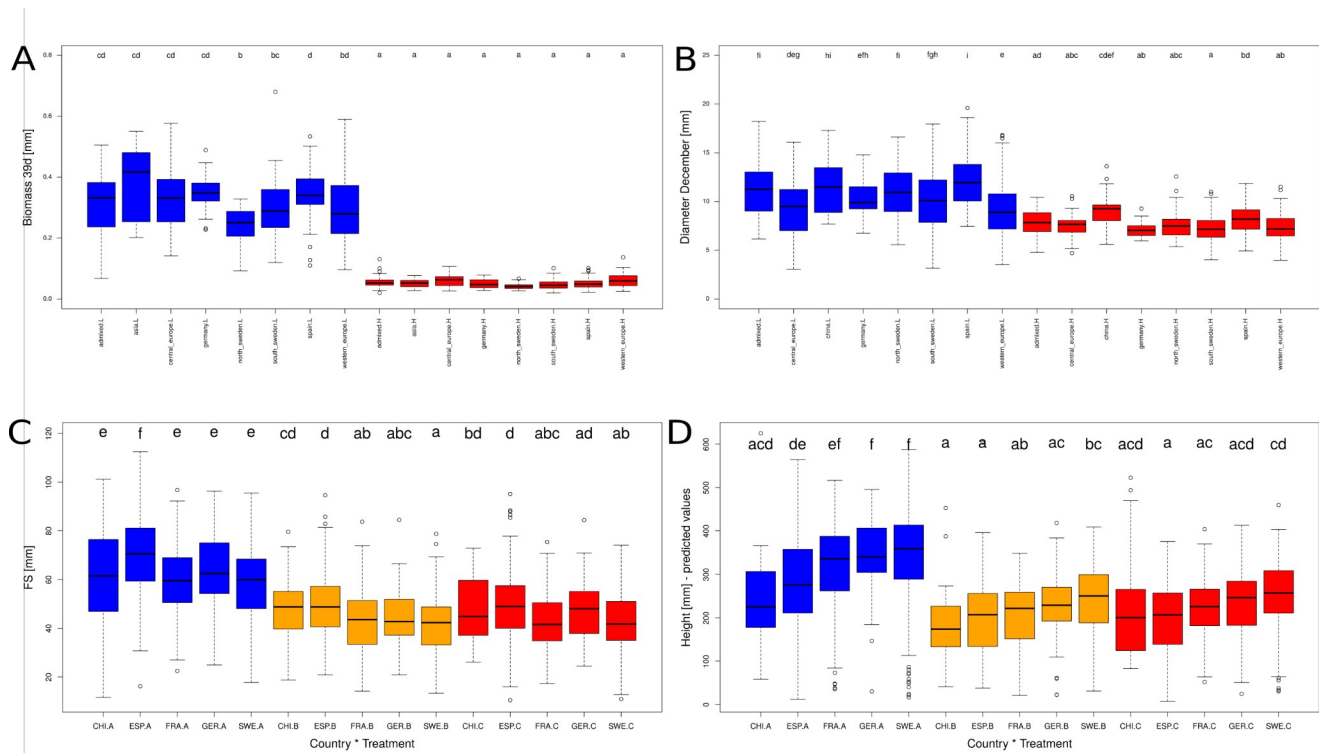 A
cd cd cd cd b bc d bd a a a a a a a a
0.8
0.6
0.4
0.2
0.0
Biomass 39d [mm]
admixed.L asia.L central_europe.L germany.L north_sweden.L south_sweden.L spain.L western_europe.L admixed.H asia.H central_europe.H germany.H north_sweden.H south_sweden.H spain.H western_europe.H
B
fi deg hi efh fi fgh i e ad abc cdef ab abc a bd ab
25
20
15
10
5
0
Diameter December [mm]
admixed.L central_europe.L china.L germany.L north_sweden.L south_sweden.L spain.L western_europe.L admixed.H central_europe.H china.H germany.H north_sweden.H south_sweden.H spain.H western_europe.H
C
e f e e e cd d ab abc a bd d abc ad ab
120
100
80
60
40
20
FS [mm]
CHI.A ESP.A FRA.A GER.A SWE.A CHI.B ESP.B FRA.B GER.B SWE.B CHI.C ESP.C FRA.C GER.C SWE.C
Country * Treatment
D
acd de ef f f a a ab ac bc acd a ac acd cd
600
500
400
300
200
100
0
Height [mm] - predicted values
CHI.A ESP.A FRA.A GER.A SWE.A CHI.B ESP.B FRA.B GER.B SWE.B CHI.C ESP.C FRA.C GER.C SWE.C
Country * Treatment